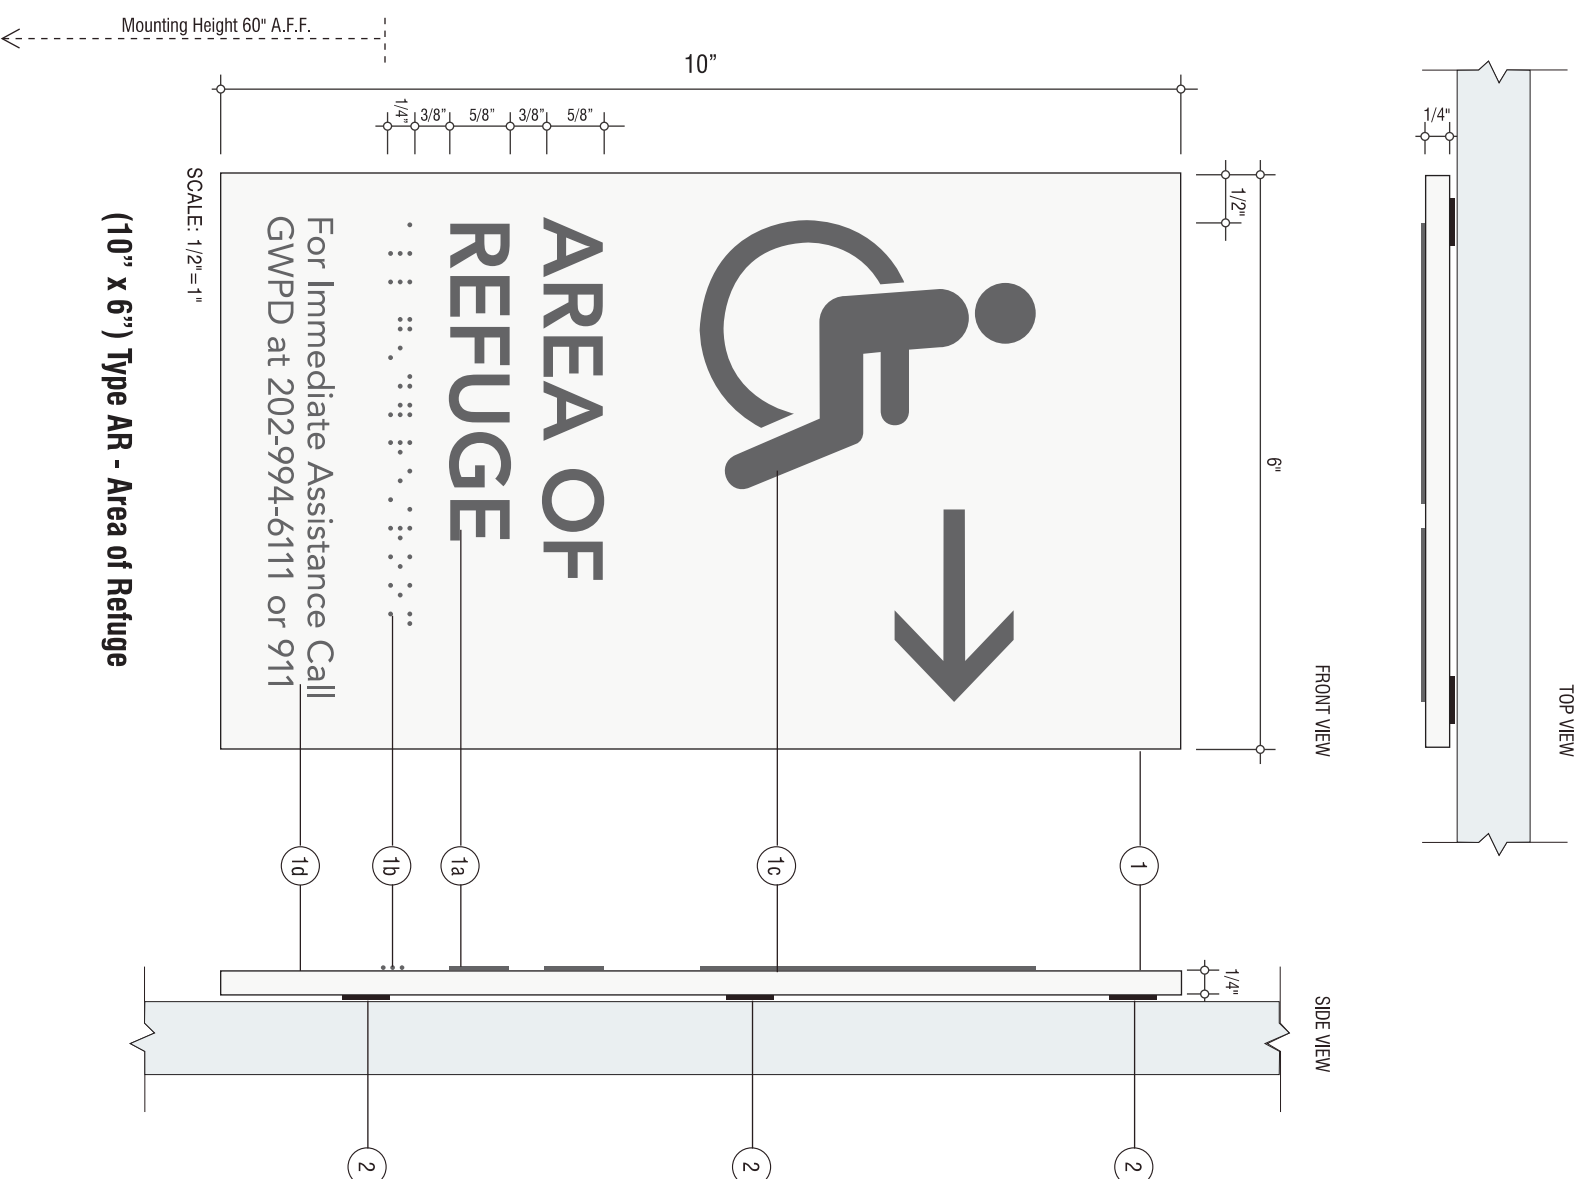 TOP VIEW
1/4"
FRONT VIEW
6"
1/2"
10”
5/8”
3/8”
5/8”
3/8”
1/4”
Mounting Height 60" A.F.F.
AREA OF
REFUGE
For Immediate Assistance Call
GWPD at 202-994-6111 or 911
SCALE: 1/2"= 1"
(10” x 6”) Type AR - Area of Refuge
1
1c
1a
1b
1d
SIDE VIEW
1/4"
2
2
2